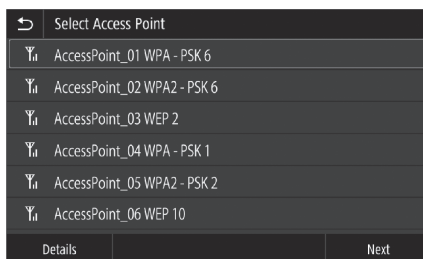 Select Access Point
AccessPoint_01 WPA - PSK 6
AccessPoint_02 WPA2 - PSK 6
AccessPoint_03 WEP 2
AccessPoint_04 WPA - PSK 1
AccessPoint_05 WPA2 - PSK 2
AccessPoint_06 WEP 10
Details Next